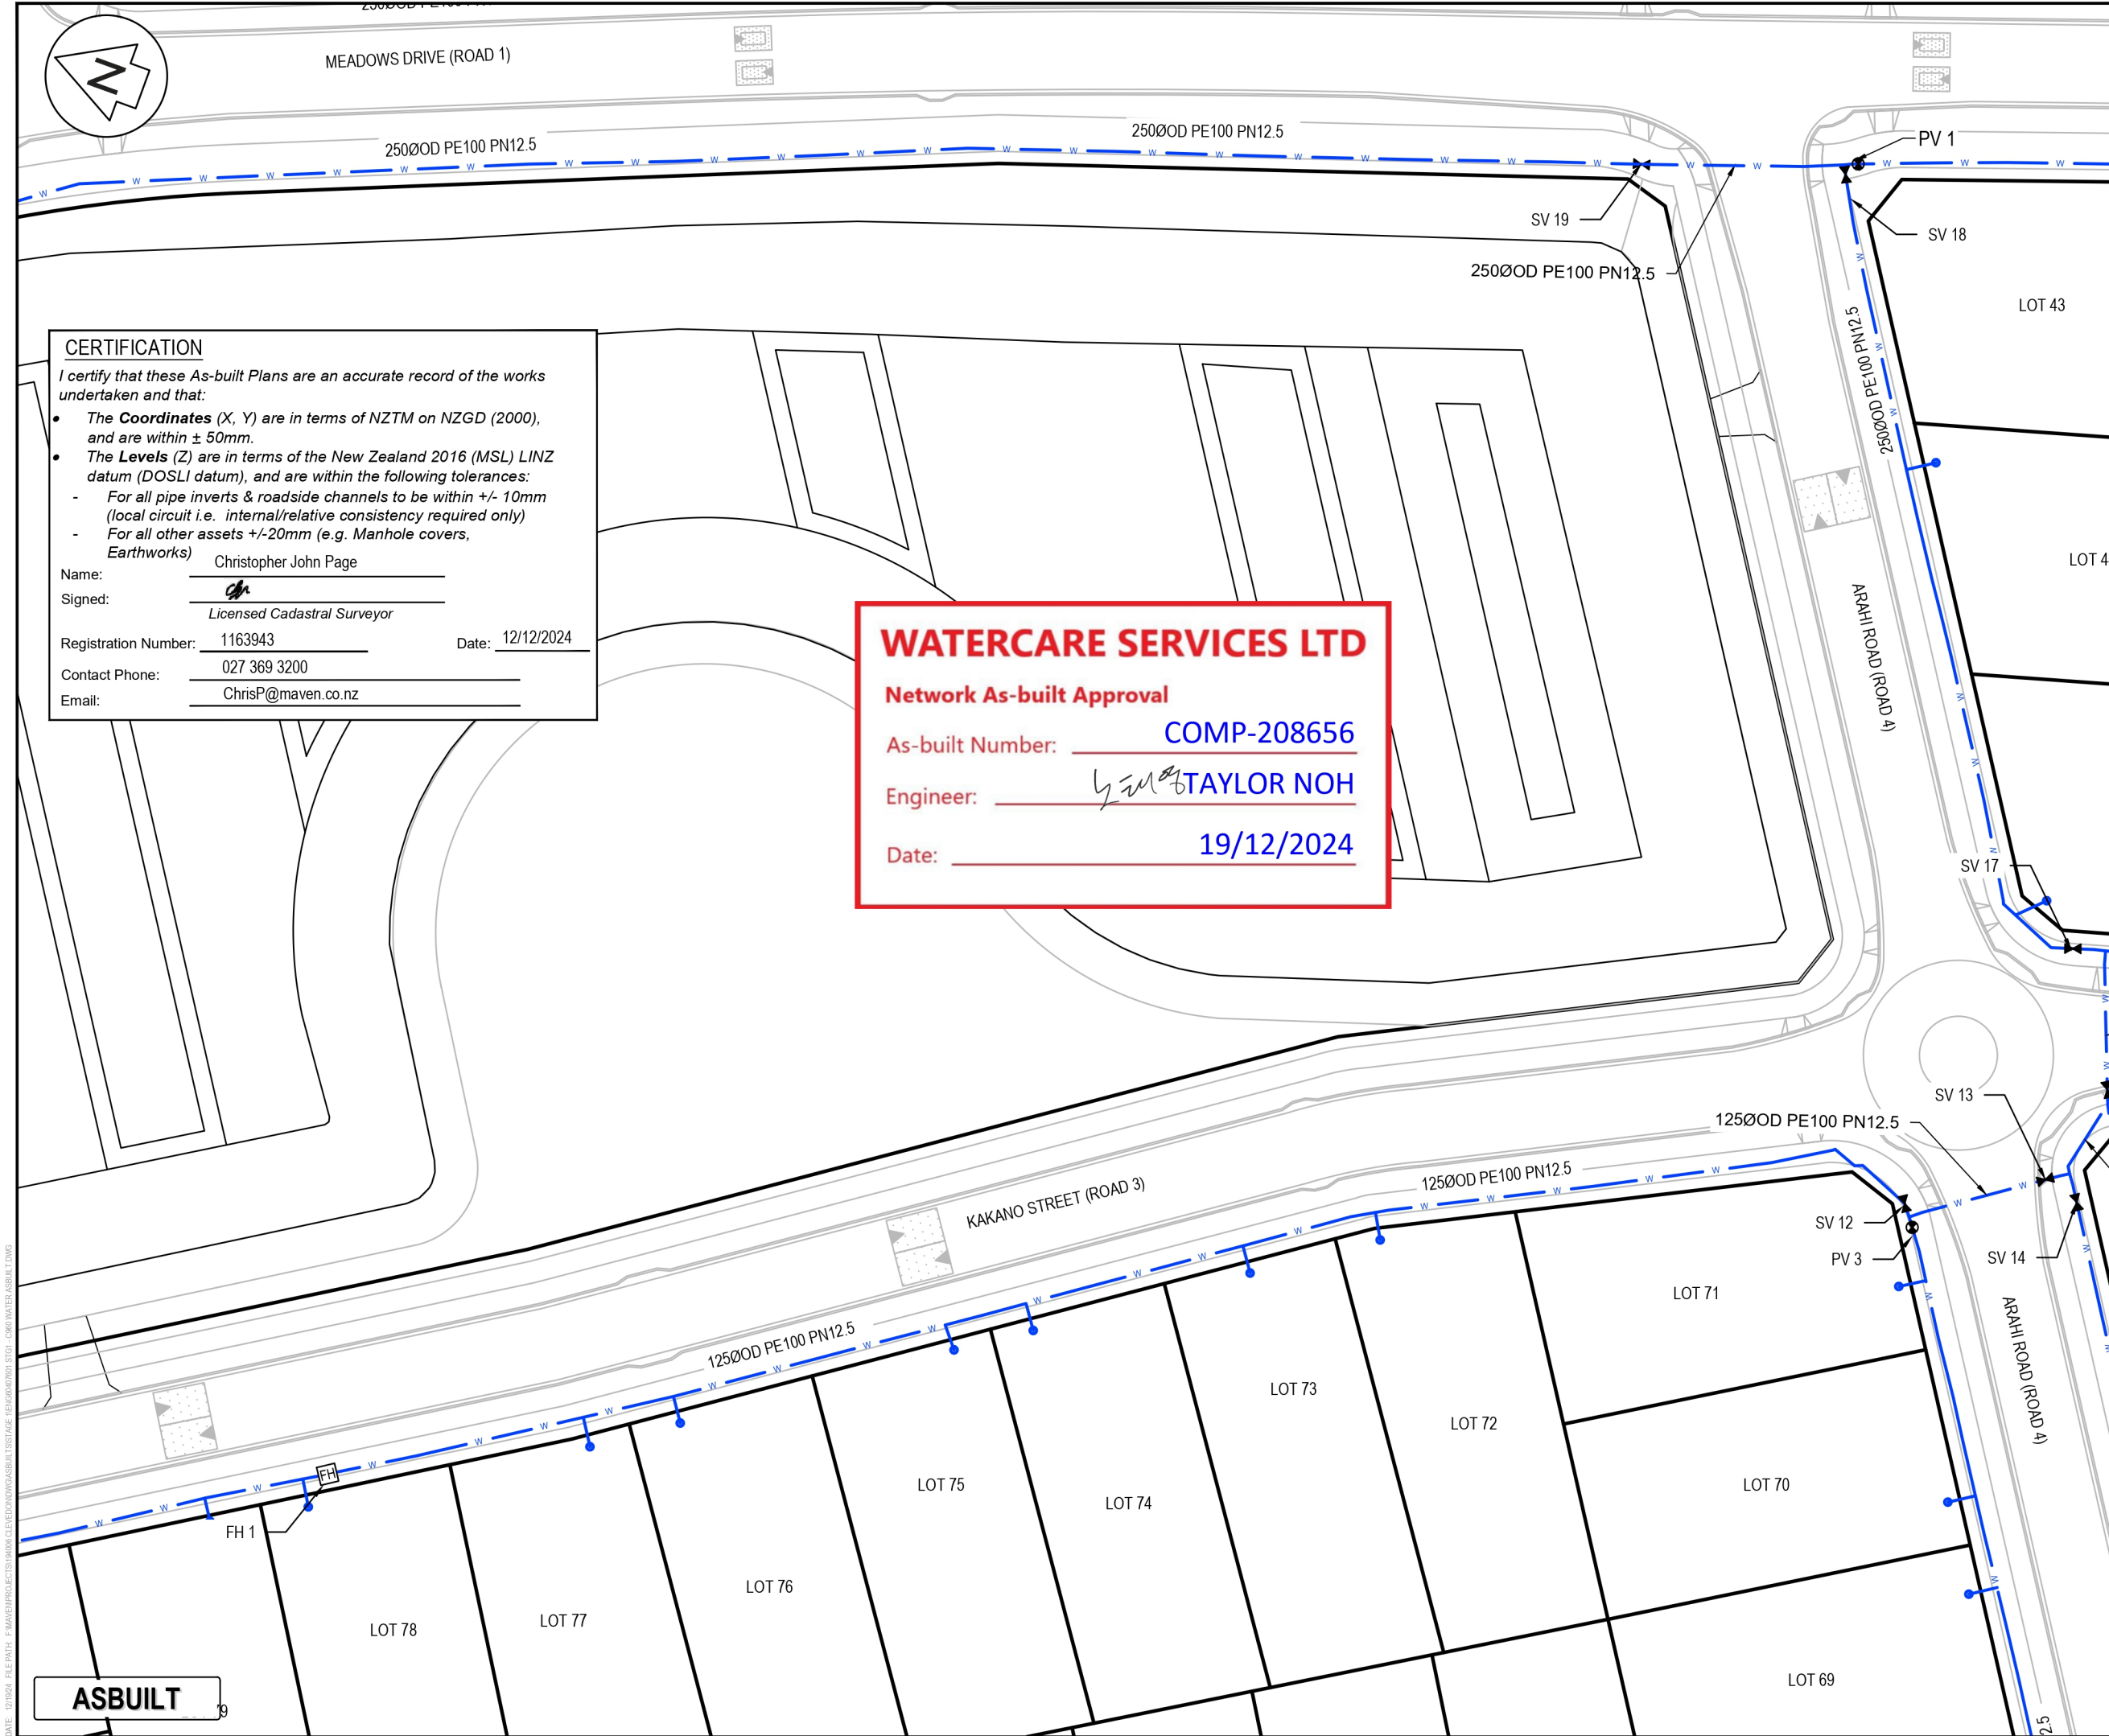 MEADOWS DRIVE (ROAD 1)
N
250ØOD PE100 PN12.5
250ØOD PE100 PN12.5
PV 1
SV 19
SV 18
250ØOD PE100 PN12.5
LOT 43
250ØOD PE100 PN12.5
CERTIFICATION
I certify that these As-built Plans are an accurate record of the works
undertaken and that:
• The Coordinates (X, Y) are in terms of NZTM on NZGD (2000),
and are within ± 50mm.
• The Levels (Z) are in terms of the New Zealand 2016 (MSL) LINZ
datum (DOSLI datum), and are within the following tolerances:
- For all pipe inverts & roadside channels to be within +/- 10mm
(local circuit i.e. internal/relative consistency required only)
- For all other assets +/-20mm (e.g. Manhole covers,
Earthworks)
Name: Christopher John Page
Signed:
Licensed Cadastral Surveyor
Registration Number: 1163943 Date: 12/12/2024
Contact Phone: 027 369 3200
Email: ChrisP@maven.co.nz
LOT 4
ARAHI ROAD (ROAD 4)
WATERCARE SERVICES LTD
Network As-built Approval
As-built Number: COMP-208656
Engineer: 노태영 TAYLOR NOH
Date: 19/12/2024
SV 17
SV 13
125ØOD PE100 PN12.5
125ØOD PE100 PN12.5
KAKANO STREET (ROAD 3)
SV 12
PV 3
SV 14
LOT 71
ARAHI ROAD (ROAD 4)
125ØOD PE100 PN12.5
LOT 73
LOT 72
LOT 70
LOT 75
LOT 74
FH
FH 1
LOT 76
LOT 77
LOT 78
LOT 69
ASBUILT
9
2.5